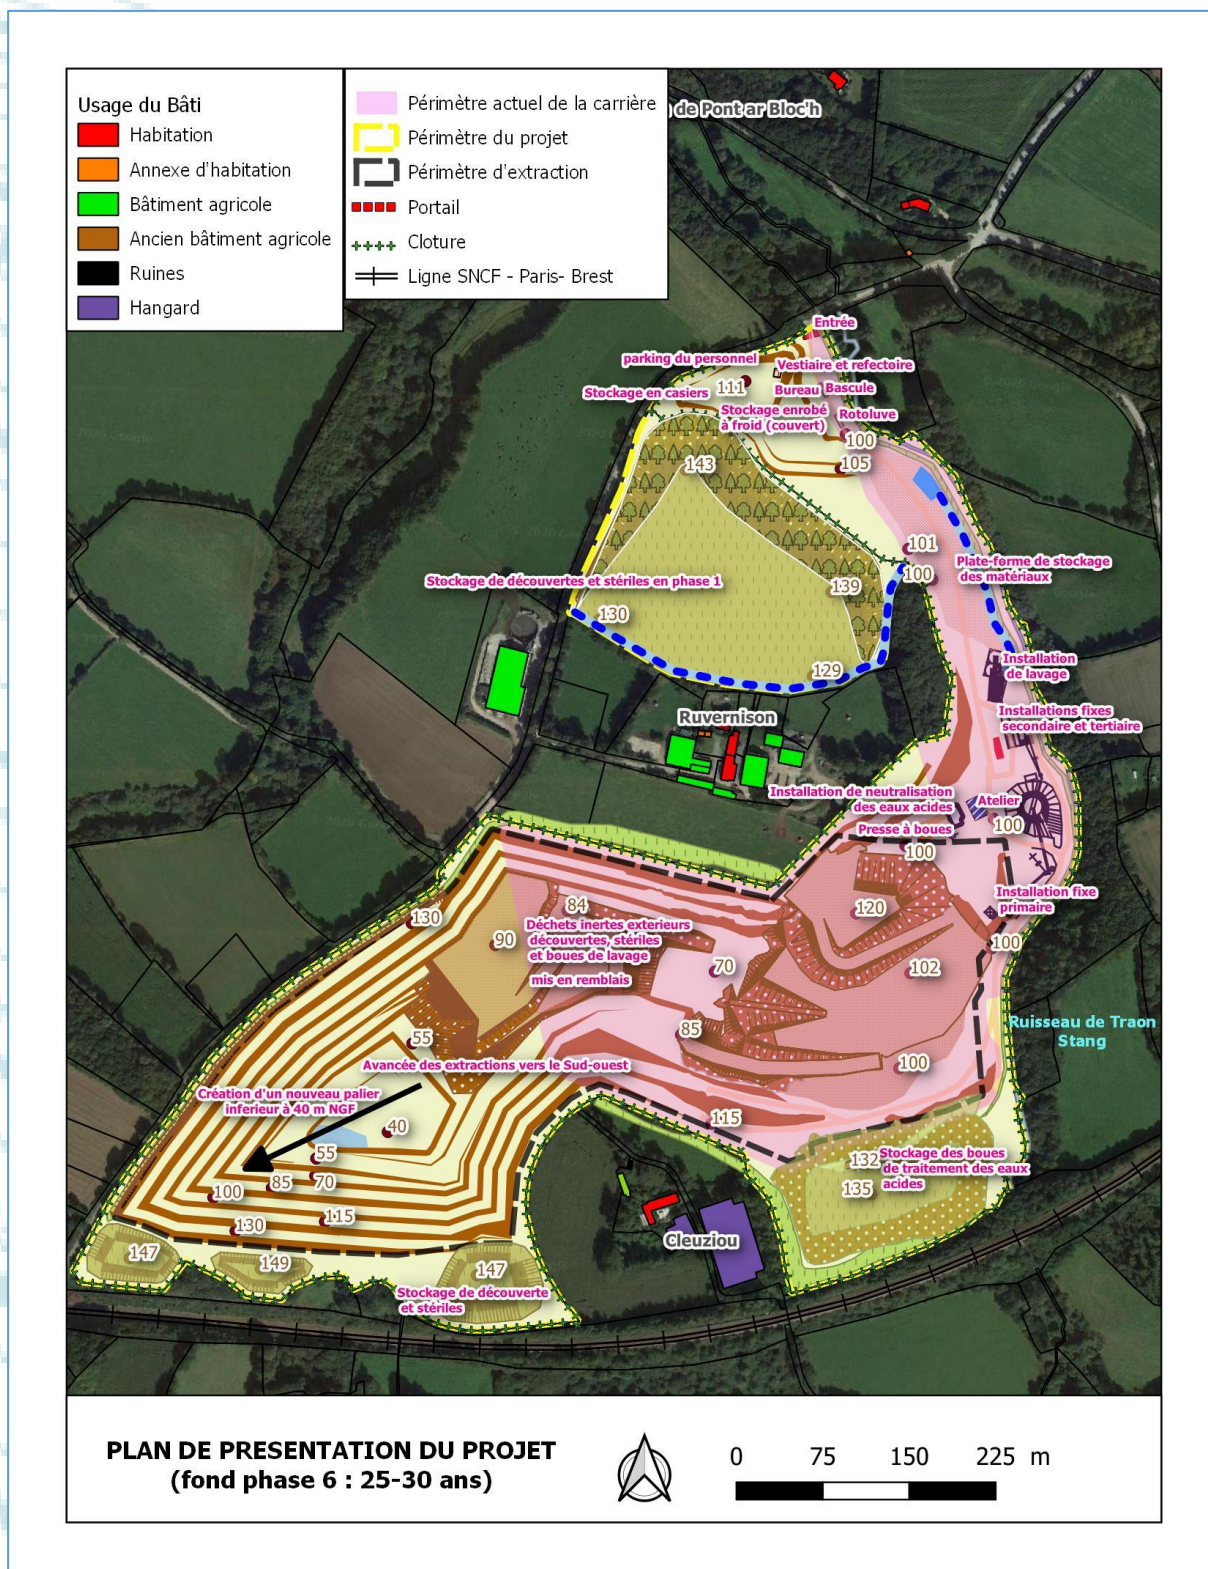 Usage du Bâti
Habitation
Annexe d'habitation
Bâtiment agricole
Ancien bâtiment agricole
Ruines
Hangard
Périmètre actuel de la carrière
Périmètre du projet
Périmètre d'extraction
Portail
Cloture
Ligne SNCF - Paris- Brest
de Pont ar Bloc'h
Entrée
parking du personnel
Vestiaire et refectoire
111
Stockage en casiers
Bureau
Bascule
Stockage enrobé
à froid (couvert)
Rotoluve
100
105
143
101
100
Plate-forme de stockage
des matériaux
Stockage de découvertes et stériles en phase 1
139
130
129
Installation
de lavage
Ruvernison
Installations fixes
secondaire et tertiaire
Installation de neutralisation
des eaux acides
Atelier
100
Presse à boues
100
Installation fixe
primaire
120
84
130
Déchets inertes exterieurs
découvertes, stériles
et boues de lavage
mis en remblais
90
100
70
102
Ruisseau de Traon
Stang
85
55
Avancée des extractions vers le Sud-ouest
100
Création d'un nouveau palier
inferieur à 40 m NGF
115
40
55
Stockage des boues
de traitement des eaux
acides
132
135
85
70
100
115
130
Cleuziou
147
149
147
Stockage de découverte
et stériles
PLAN DE PRESENTATION DU PROJET
(fond phase 6 : 25-30 ans)
0 75 150 225 m